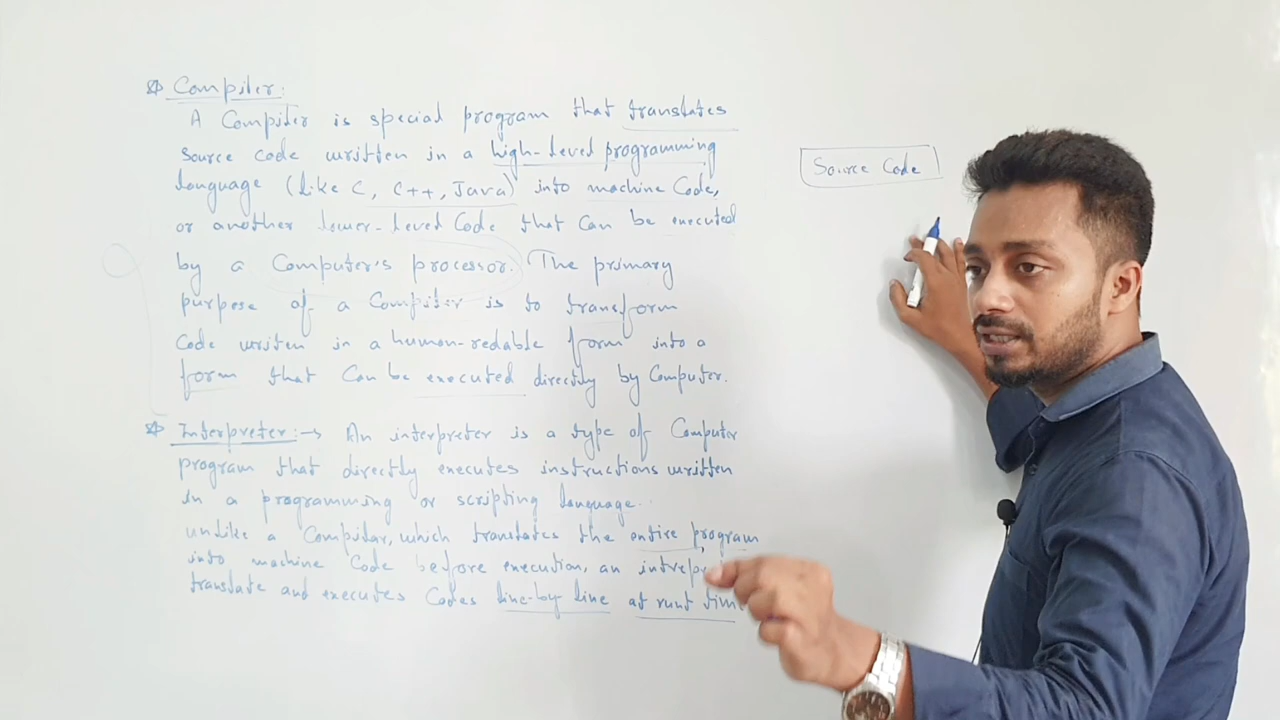 Compiler:
A Compiler is special program that translates
source code written in a high-level programming
language (like C, C++, Java) into machine Code,
or another lower-level Code that can be executed
by a Computer's processor. The primary
purpose of a Compiler is to transform
Code writen in a human-redable form into a
form that can be executed directly by Computer.
Interpreter:→ An interpreter is a type of Computer
program that directly executes instructions written
in a programming or scripting language.
unlike a Compilar, which translates the entire program
into machine Code before execution, an
translate and executes Codes line-by line at runt
Source Code